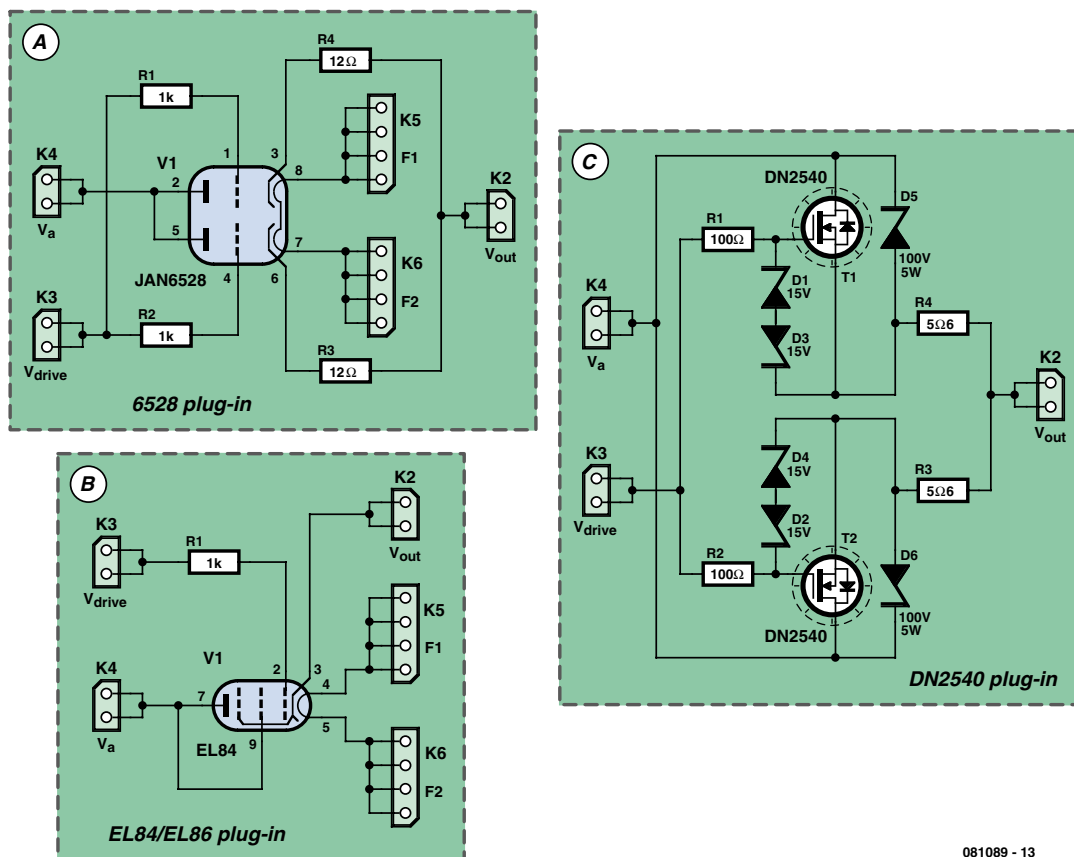 A
R4
12Ω
R1
1k
K5
F1
K4
Va
V1
1
3
8
2
5
K2
Vout
7
JAN6528
4
6
K6
F2
K3
Vdrive
R2
1k
R3
12Ω
6528 plug-in
B
K2
Vout
K3
Vdrive
R1
1k
K5
F1
V1
2
3
4
K4
Va
7
9
5
EL84
K6
F2
EL84/EL86 plug-in
C
DN2540
D5
R1
100Ω
100V
5W
T1
D1
15V
K4
Va
R4
5Ω6
D3
15V
K2
Vout
K3
Vdrive
D4
15V
R3
5Ω6
D2
15V
T2
R2
100Ω
D6
100V
5W
DN2540
DN2540 plug-in
081089 - 13